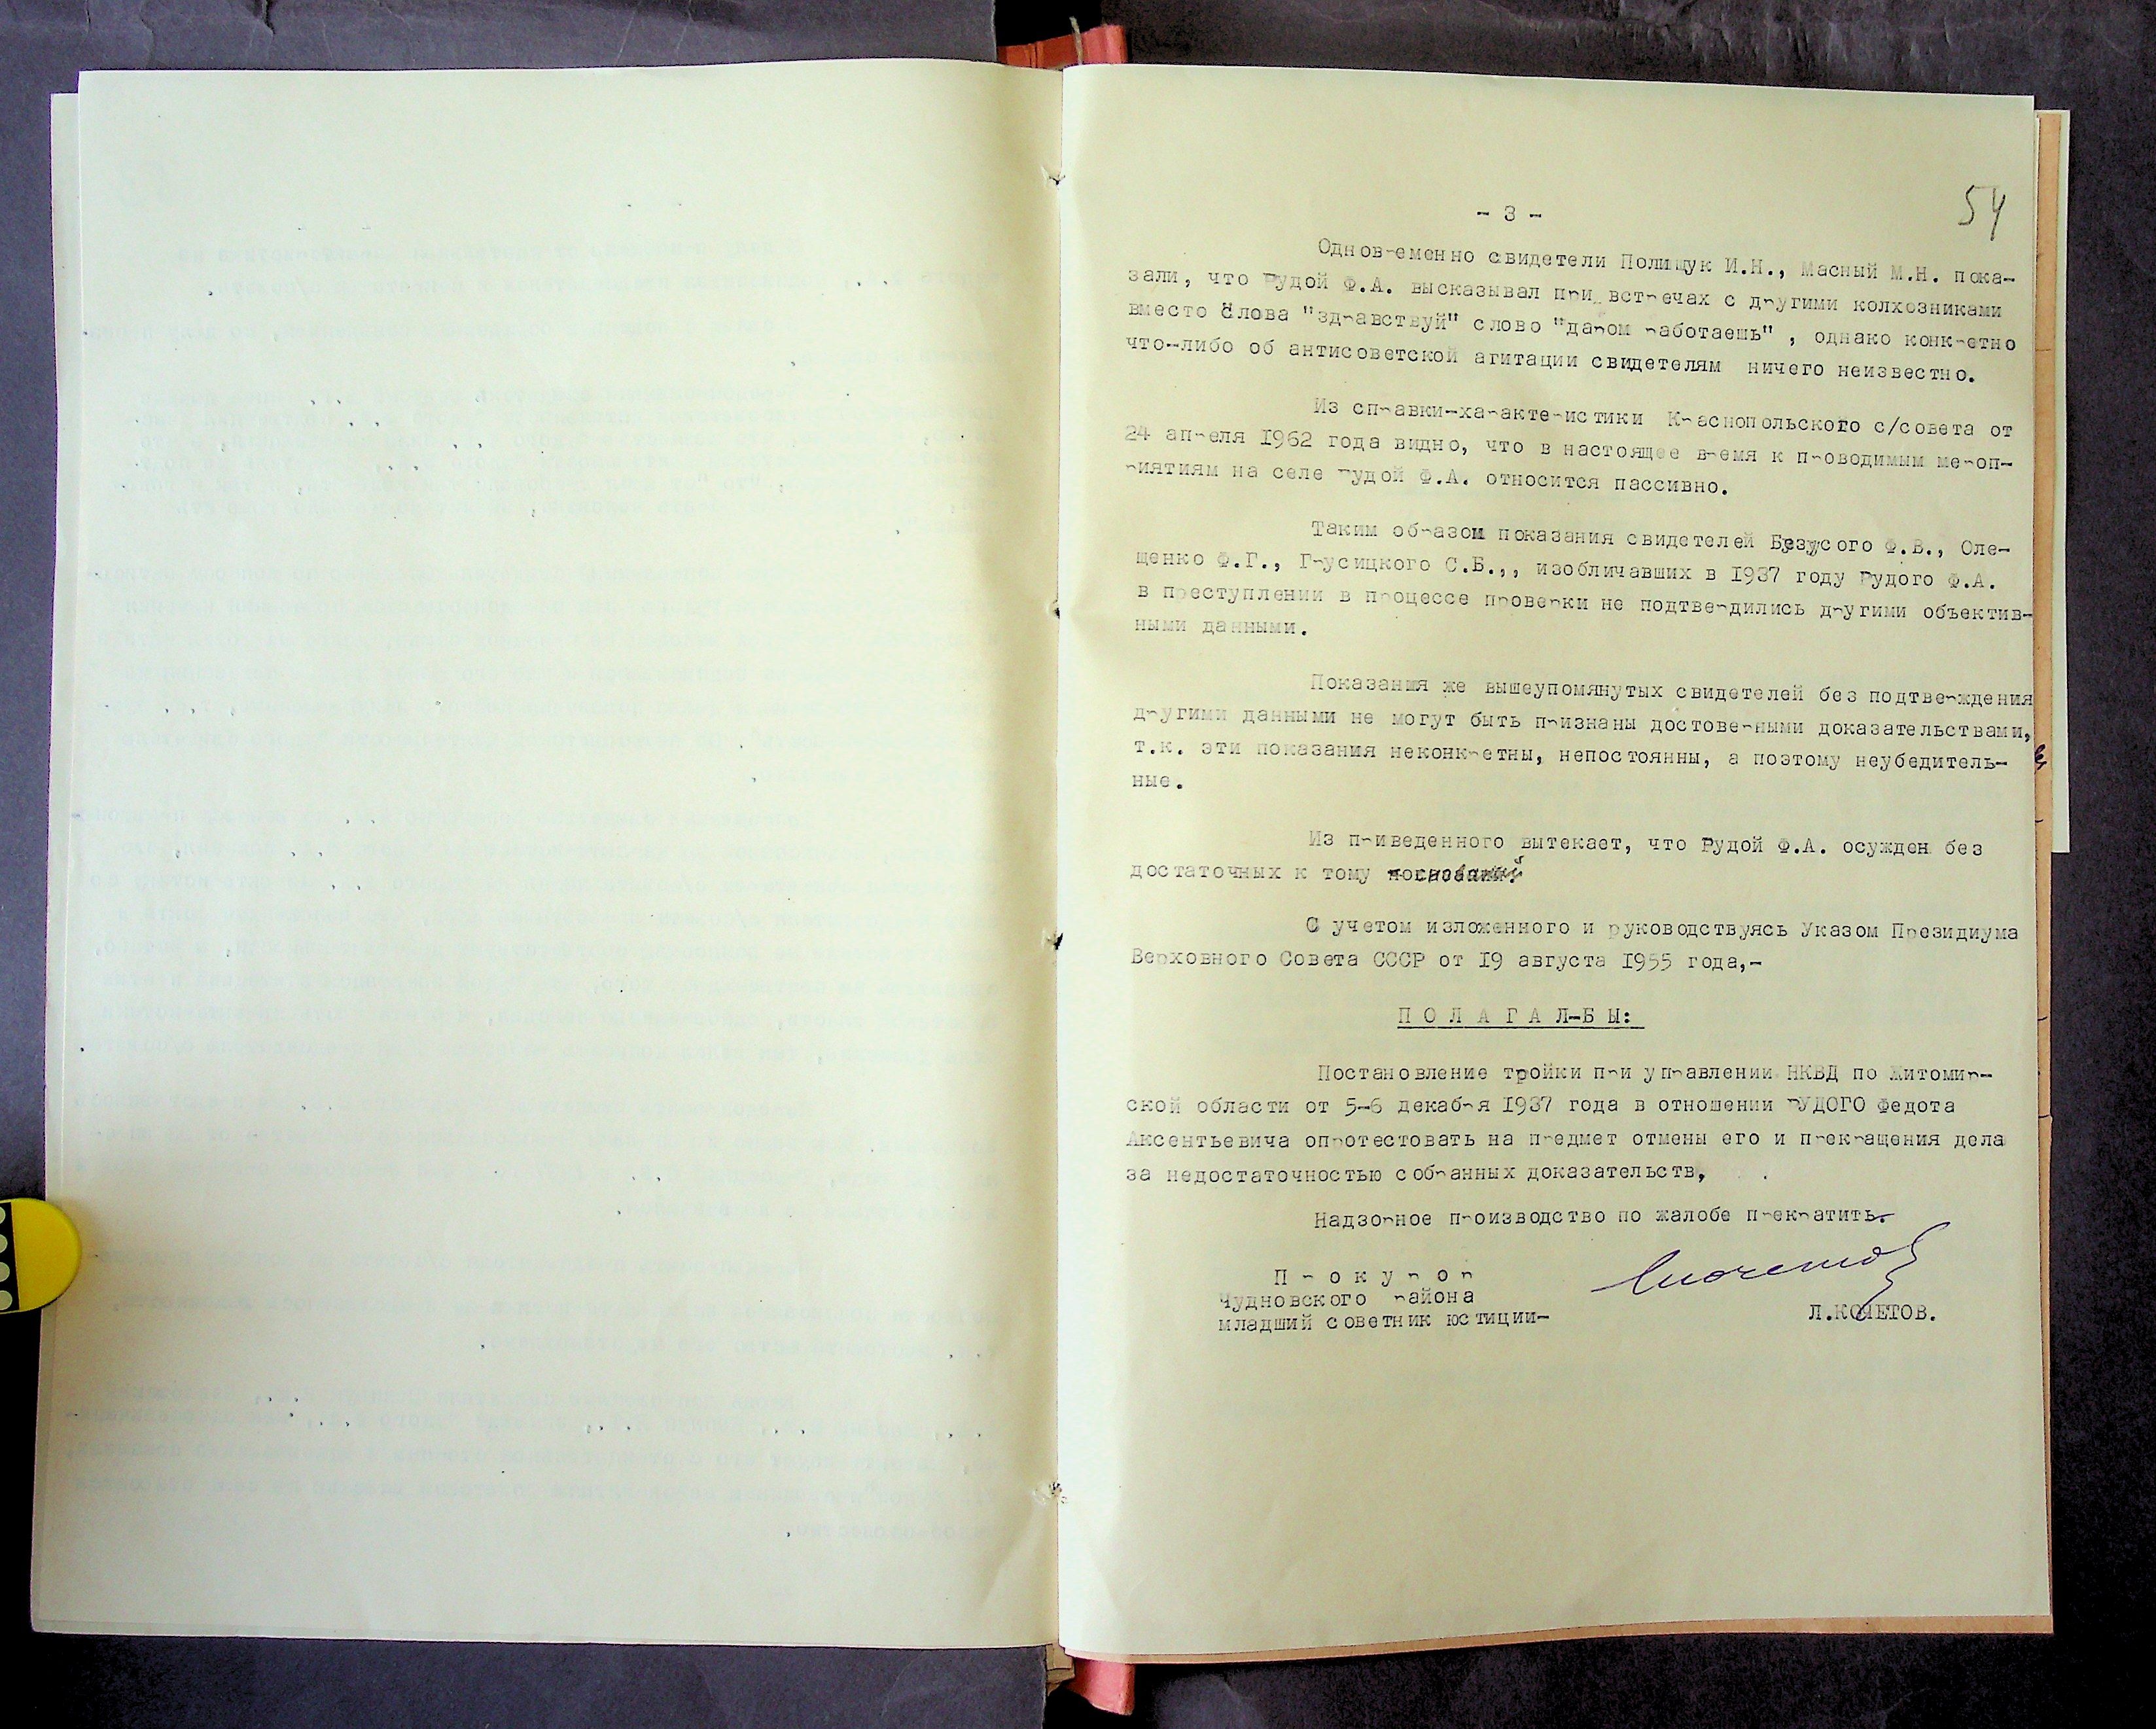 54
- 3 -
Одновременно свидетели Полищук И.Н., Масный М.Н. пока-
зали, что Рудой Ф.А. высказывал при встречах с другими колхозниками
вместо слова "здравствуй" слово "даром работаешь" , однако конкретно
что-либо об антисоветской агитации свидетелям ничего неизвестно.
Из справки-характеристики Краснопольского с/совета от
24 апреля 1962 года видно, что в настоящее время к проводимым мероп-
риятиям на селе Рудой Ф.А. относится пассивно.
Таким образом показания свидетелей Безусого Ф.В., Оле-
щенко Ф.Г., Грусицкого С.Б.,, изобличавших в 1937 году Рудого Ф.А.
в преступлении в процессе проверки не подтвердились другими объектив-
ными данными.
Показания же вышеупомянутых свидетелей без подтверждения
другими данными не могут быть признаны достоверными доказательствами,
т.к. эти показания неконкретны, непостоянны, а поэтому неубедитель-
ные.
Из приведенного вытекает, что Рудой Ф.А. осужден без
достаточных к тому оснований.
С учетом изложенного и руководствуясь Указом Президиума
Верховного Совета СССР от 19 августа 1955 года,-
П О Л А Г А Л-Б Ы:
Постановление тройки при управлении НКВД по Житомир-
ской области от 5-6 декабря 1937 года в отношении РУДОГО Федота
Аксентьевича опротестовать на предмет отмены его и прекращения дела
за недостаточностью собранных доказательств,
Надзорное производство по жалобе прекратить.
П р о к у р о р
Чудновского района
младший советник юстиции-
Л.КОЧЕТОВ.